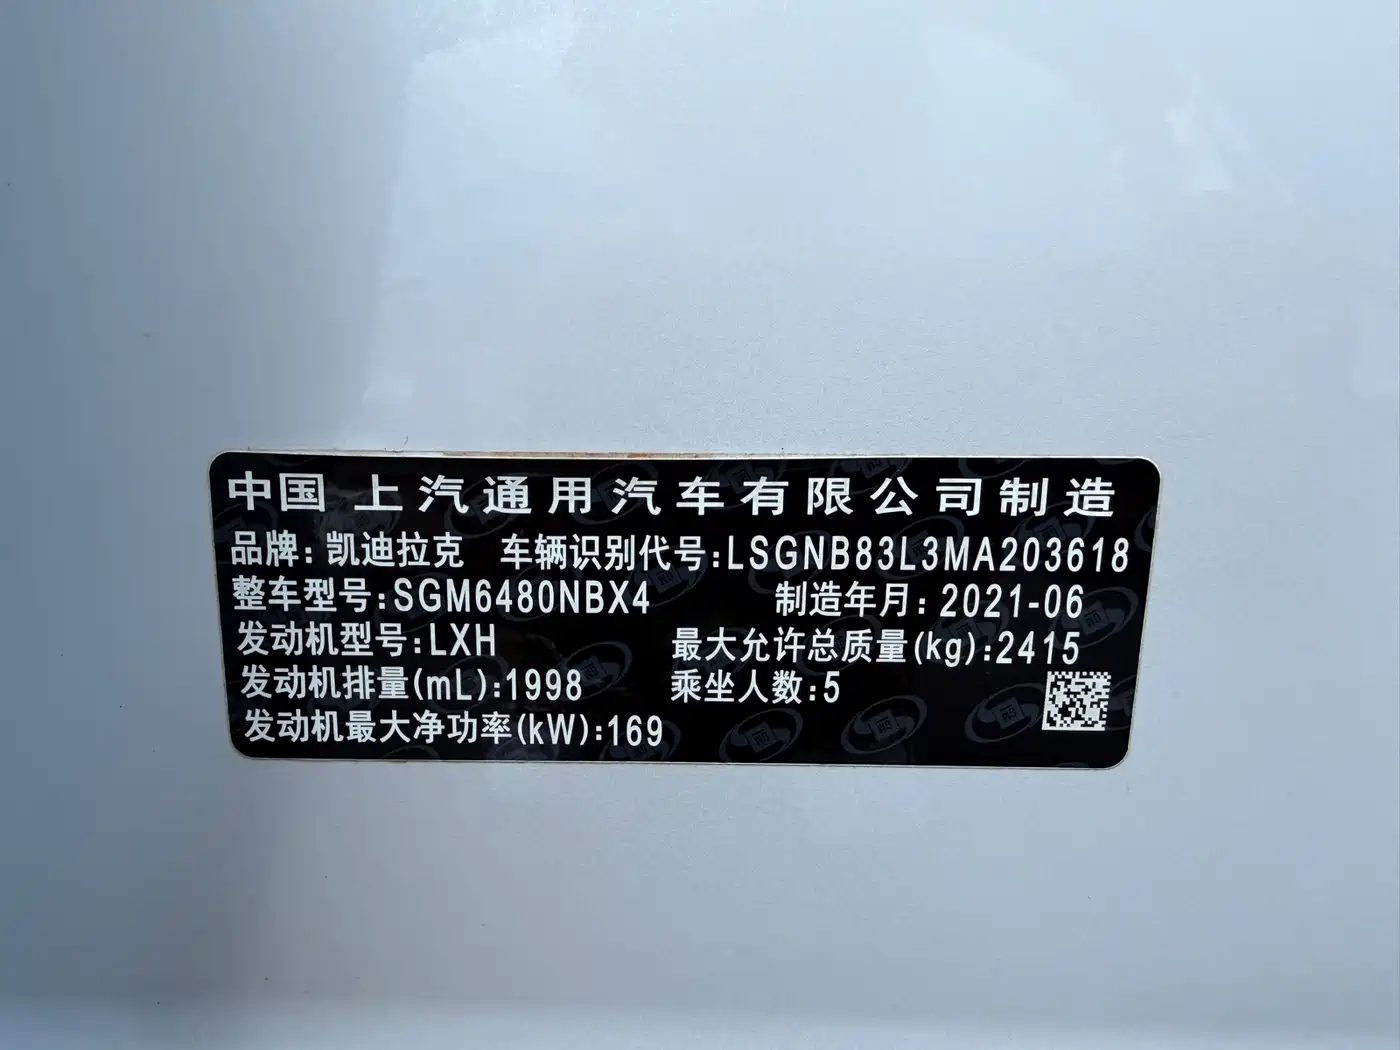 中国 上汽通用汽车有限公司制造
品牌:凯迪拉克 车辆识别代号:LSGNB83L3MA203618
整车型号:SGM6480NBX4 制造年月:2021-06
发动机型号:LXH 最大允许总质量(kg):2415
发动机排量(mL):1998 乘坐人数:5
发动机最大净功率(kW):169